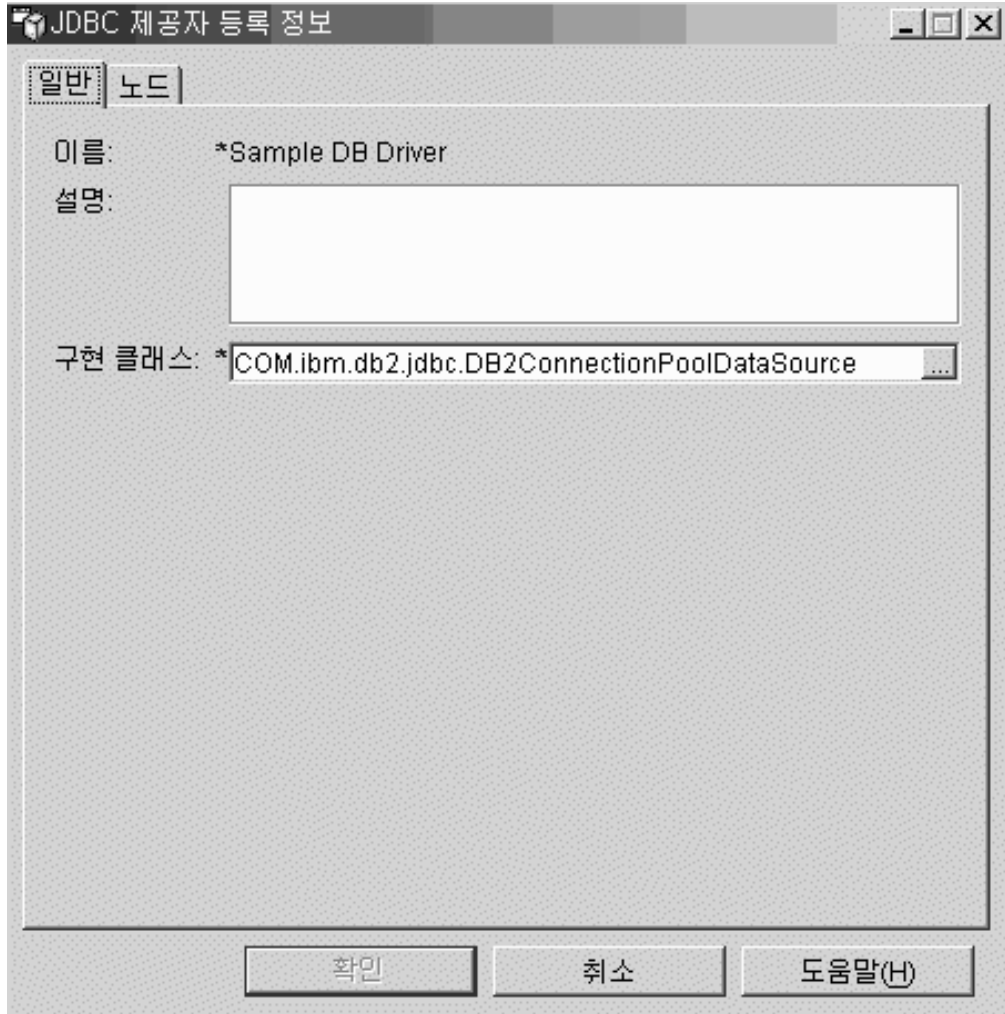 JDBC 제공자 등록 정보
일반 노드
이름: *Sample DB Driver
설명:
구현 클래스: *COM.ibm.db2.jdbc.DB2ConnectionPoolDataSource ...
확인 취소 도움말(H)